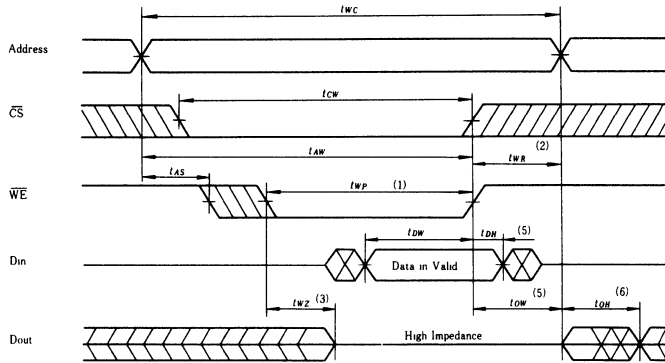 tWC
Address
tCW
CS
tAW
tWR (2)
tAS
WE
tWP (1)
tDW tDH (5)
Din
Data in Valid
tWZ (3)
tOW (5)
tOH (6)
Dout
High Impedance